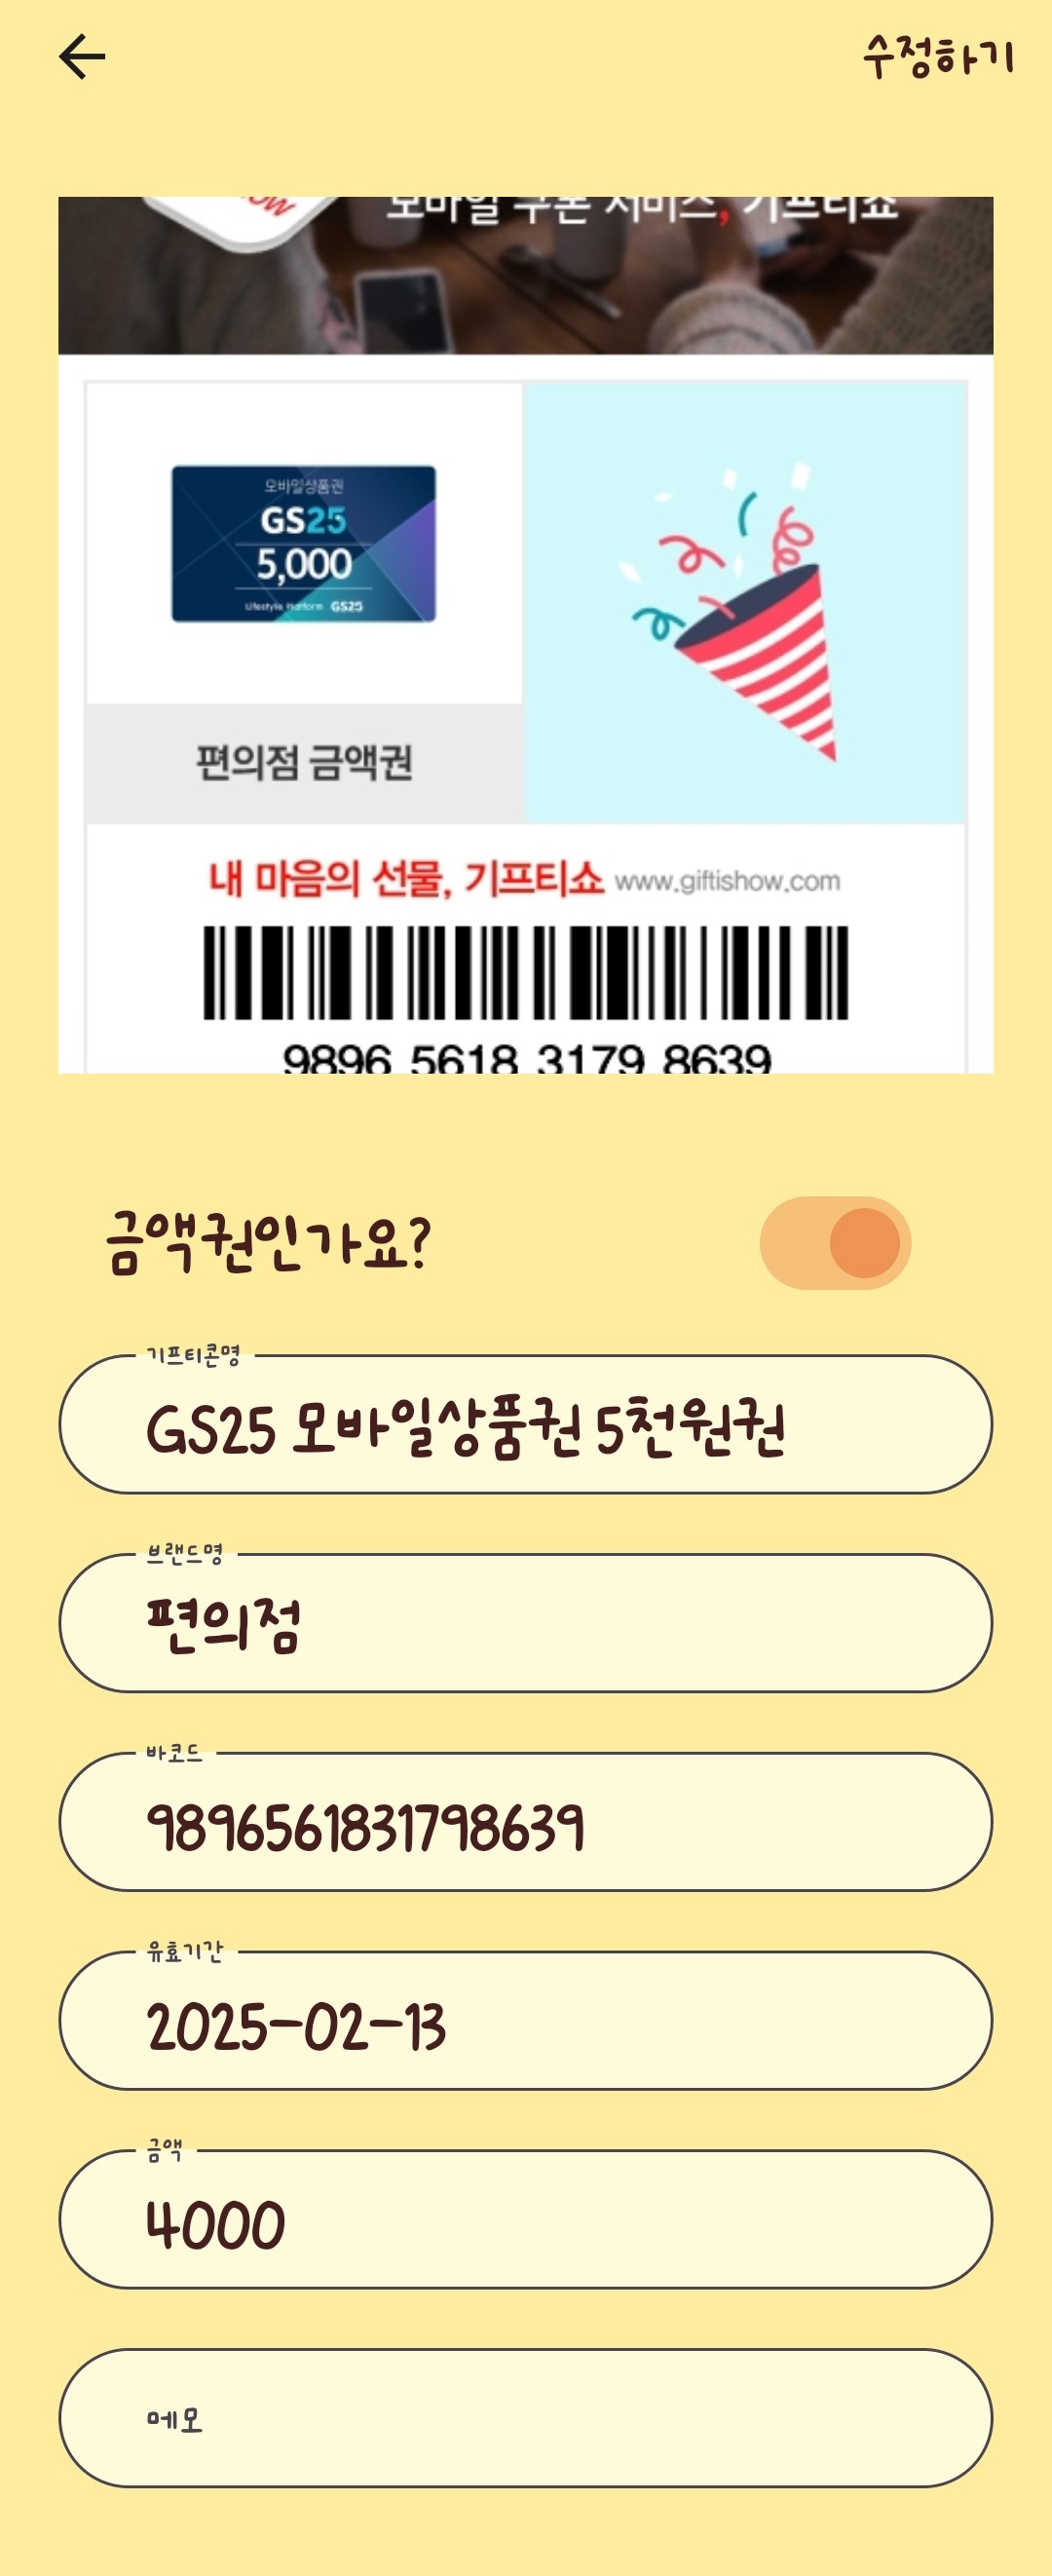 수정하기
모바일 쿠폰 서비스, 기프티쇼
모바일상품권
GS25
5,000
Lifestyle Platform GS25
편의점 금액권
내 마음의 선물, 기프티쇼 www.giftishow.com
9896 5618 3179 8639
금액권인가요?
기프티콘명
GS25 모바일상품권 5천원권
브랜드명
편의점
바코드
9896561831798639
유효기간
2025-02-13
금액
4000
메모